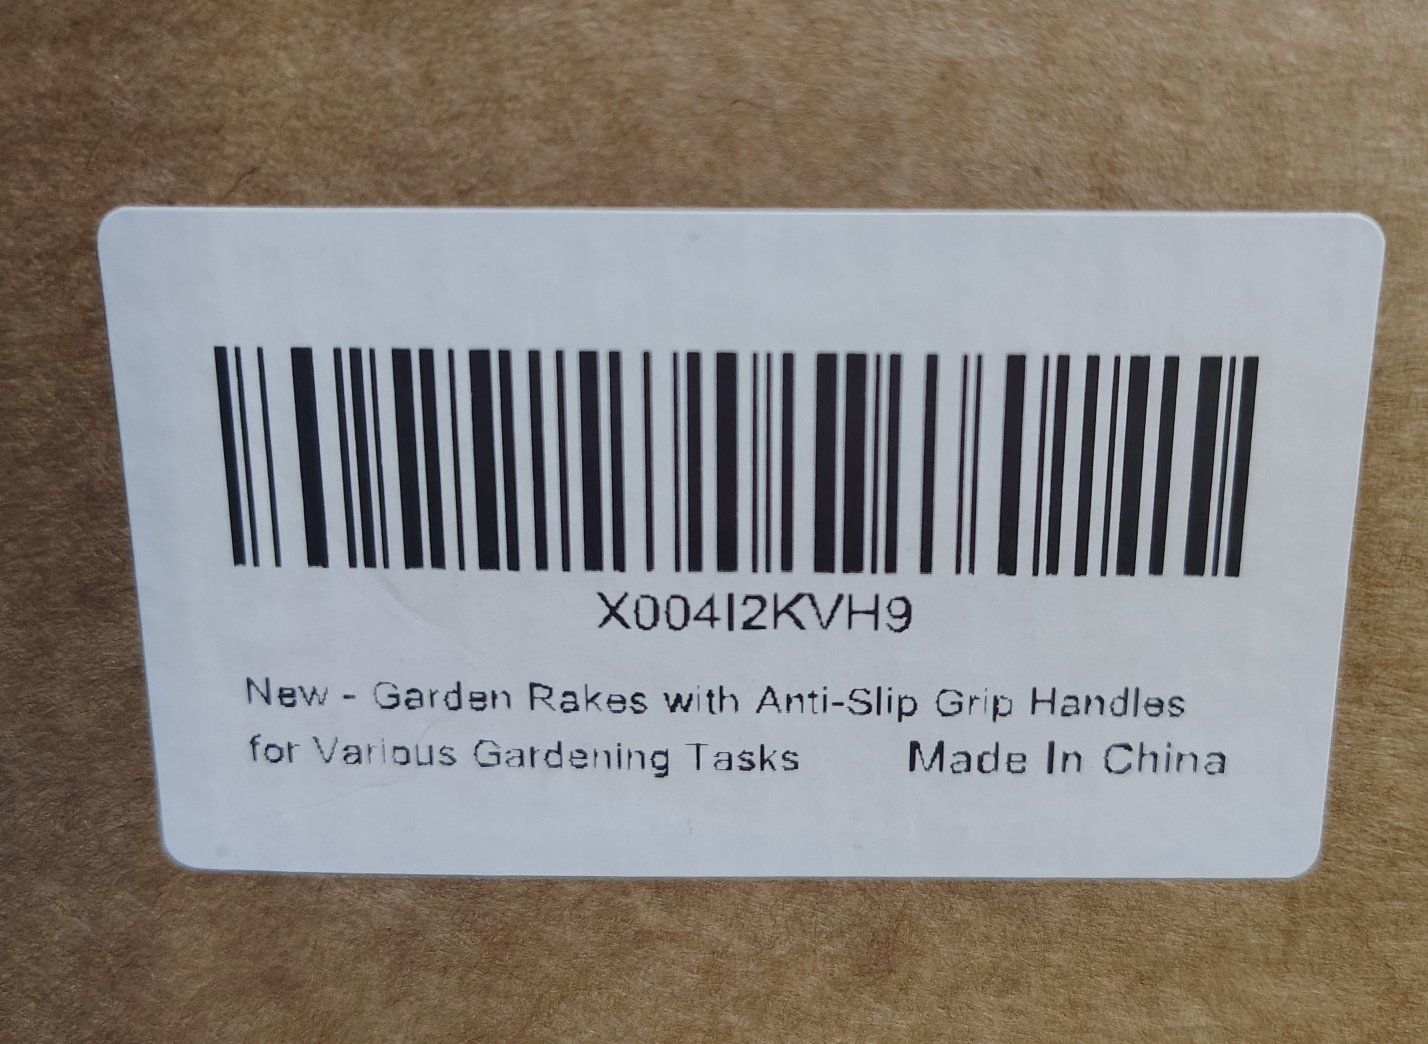 X004I2KVH9
New - Garden Rakes with Anti-Slip Grip Handles
for Various Gardening Tasks Made In China